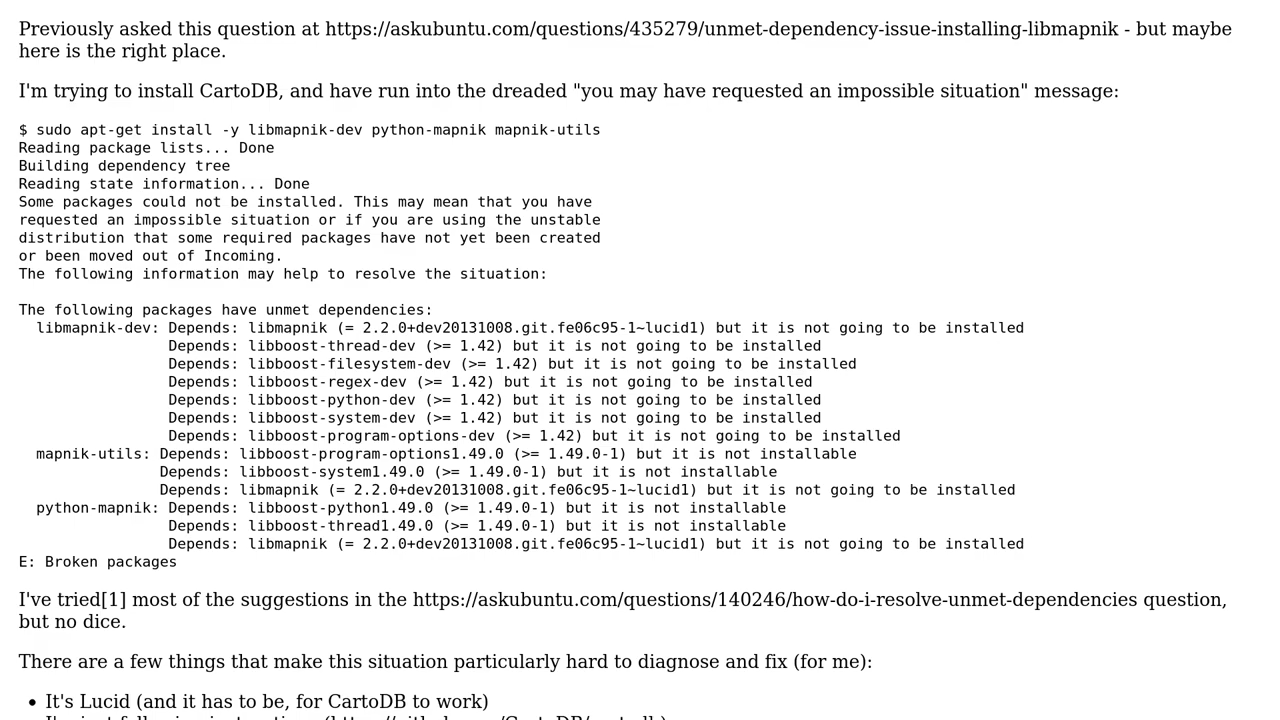 Previously asked this question at https://askubuntu.com/questions/435279/unmet-dependency-issue-installing-libmapnik - but maybe
here is the right place.
I'm trying to install CartoDB, and have run into the dreaded "you may have requested an impossible situation" message:
$ sudo apt-get install -y libmapnik-dev python-mapnik mapnik-utils
Reading package lists... Done
Building dependency tree
Reading state information... Done
Some packages could not be installed. This may mean that you have
requested an impossible situation or if you are using the unstable
distribution that some required packages have not yet been created
or been moved out of Incoming.
The following information may help to resolve the situation:
The following packages have unmet dependencies:
libmapnik-dev: Depends: libmapnik (= 2.2.0+dev20131008.git.fe06c95-1~lucid1) but it is not going to be installed
Depends: libboost-thread-dev (>= 1.42) but it is not going to be installed
Depends: libboost-filesystem-dev (>= 1.42) but it is not going to be installed
Depends: libboost-regex-dev (>= 1.42) but it is not going to be installed
Depends: libboost-python-dev (>= 1.42) but it is not going to be installed
Depends: libboost-system-dev (>= 1.42) but it is not going to be installed
Depends: libboost-program-options-dev (>= 1.42) but it is not going to be installed
mapnik-utils: Depends: libboost-program-options1.49.0 (>= 1.49.0-1) but it is not installable
Depends: libboost-system1.49.0 (>= 1.49.0-1) but it is not installable
Depends: libmapnik (= 2.2.0+dev20131008.git.fe06c95-1~lucid1) but it is not going to be installed
python-mapnik: Depends: libboost-python1.49.0 (>= 1.49.0-1) but it is not installable
Depends: libboost-thread1.49.0 (>= 1.49.0-1) but it is not installable
Depends: libmapnik (= 2.2.0+dev20131008.git.fe06c95-1~lucid1) but it is not going to be installed
E: Broken packages
I've tried[1] most of the suggestions in the https://askubuntu.com/questions/140246/how-do-i-resolve-unmet-dependencies question,
but no dice.
There are a few things that make this situation particularly hard to diagnose and fix (for me):
• It's Lucid (and it has to be, for CartoDB to work)